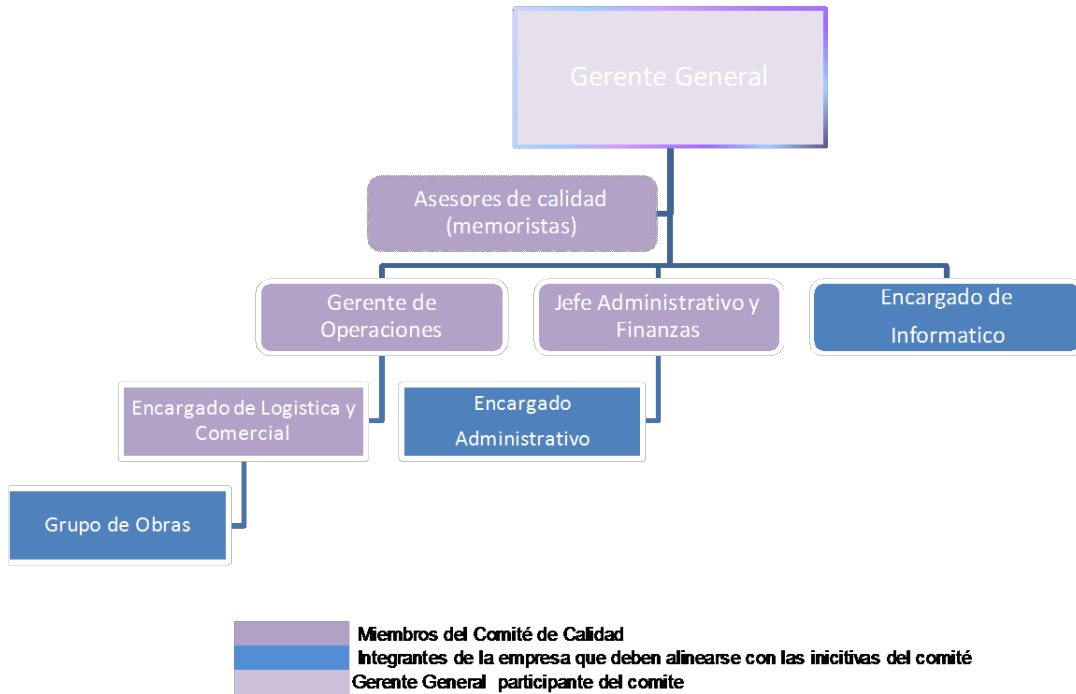 Gerente General
Asesores de calidad
(memoristas)
Gerente de
Operaciones
Jefe Administrativo y
Finanzas
Encargado de
Informatico
Encargado de Logistica y
Comercial
Encargado
Administrativo
Grupo de Obras
Miembros del Comité de Calidad
Integrantes de la empresa que deben alinearse con las inicitivas del comité
Gerente General participante del comite